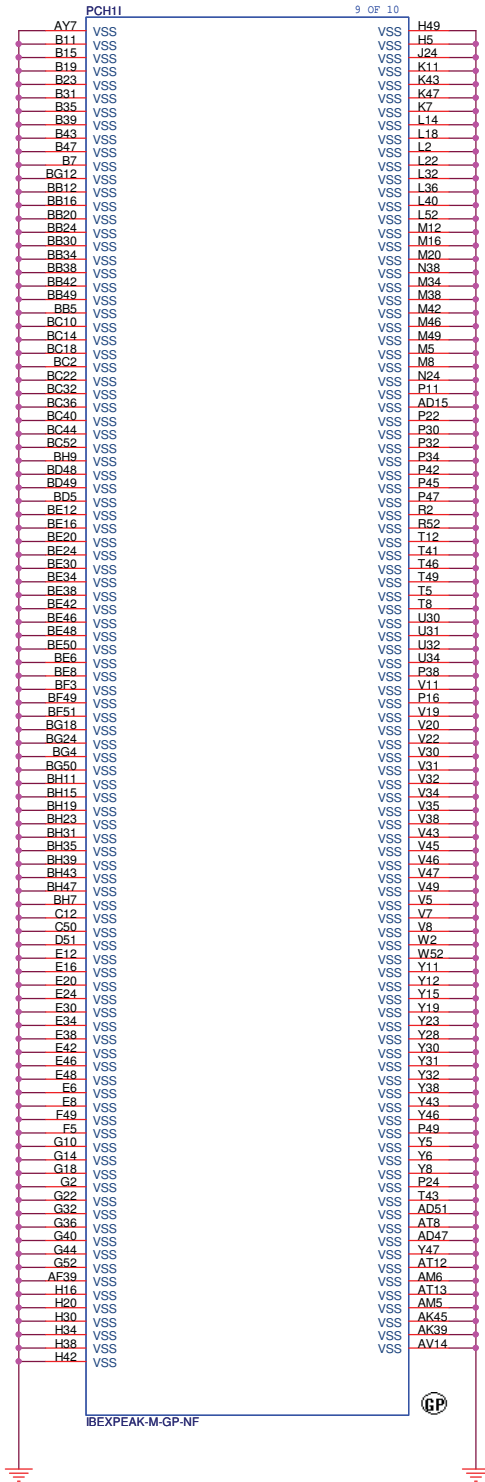 PCH1I 9 OF 10
AY7 VSS VSS H49
B11 VSS VSS H5
B15 VSS VSS J24
B19 VSS VSS K11
B23 VSS VSS K43
B31 VSS VSS K47
B35 VSS VSS K7
B39 VSS VSS L14
B43 VSS VSS L18
B47 VSS VSS L2
B7 VSS VSS L22
BG12 VSS VSS L32
BB12 VSS VSS L36
BB16 VSS VSS L40
BB20 VSS VSS L52
BB24 VSS VSS M12
BB30 VSS VSS M16
BB34 VSS VSS M20
BB38 VSS VSS N38
BB42 VSS VSS M34
BB49 VSS VSS M38
BB5 VSS VSS M42
BC10 VSS VSS M46
BC14 VSS VSS M49
BC18 VSS VSS M5
BC2 VSS VSS M8
BC22 VSS VSS N24
BC32 VSS VSS P11
BC36 VSS VSS AD15
BC40 VSS VSS P22
BC44 VSS VSS P30
BC52 VSS VSS P32
BH9 VSS VSS P34
BD48 VSS VSS P42
BD49 VSS VSS P45
BD5 VSS VSS P47
BE12 VSS VSS R2
BE16 VSS VSS R52
BE20 VSS VSS T12
BE24 VSS VSS T41
BE30 VSS VSS T46
BE34 VSS VSS T49
BE38 VSS VSS T5
BE42 VSS VSS T8
BE46 VSS VSS U30
BE48 VSS VSS U31
BE50 VSS VSS U32
BE6 VSS VSS U34
BE8 VSS VSS P38
BF3 VSS VSS V11
BF49 VSS VSS P16
BF51 VSS VSS V19
BG18 VSS VSS V20
BG24 VSS VSS V22
BG4 VSS VSS V30
BG50 VSS VSS V31
BH11 VSS VSS V32
BH15 VSS VSS V34
BH19 VSS VSS V35
BH23 VSS VSS V38
BH31 VSS VSS V43
BH35 VSS VSS V45
BH39 VSS VSS V46
BH43 VSS VSS V47
BH47 VSS VSS V49
BH7 VSS VSS V5
C12 VSS VSS V7
C50 VSS VSS V8
D51 VSS VSS W2
E12 VSS VSS W52
E16 VSS VSS Y11
E20 VSS VSS Y12
E24 VSS VSS Y15
E30 VSS VSS Y19
E34 VSS VSS Y23
E38 VSS VSS Y28
E42 VSS VSS Y30
E46 VSS VSS Y31
E48 VSS VSS Y32
E6 VSS VSS Y38
E8 VSS VSS Y43
F49 VSS VSS Y46
F5 VSS VSS P49
G10 VSS VSS Y5
G14 VSS VSS Y6
G18 VSS VSS Y8
G2 VSS VSS P24
G22 VSS VSS T43
G32 VSS VSS AD51
G36 VSS VSS AT8
G40 VSS VSS AD47
G44 VSS VSS Y47
G52 VSS VSS AT12
AF39 VSS VSS AM6
H16 VSS VSS AT13
H20 VSS VSS AM5
H30 VSS VSS AK45
H34 VSS VSS AK39
H38 VSS VSS AV14
H42 VSS
GP
IBEXPEAK-M-GP-NF